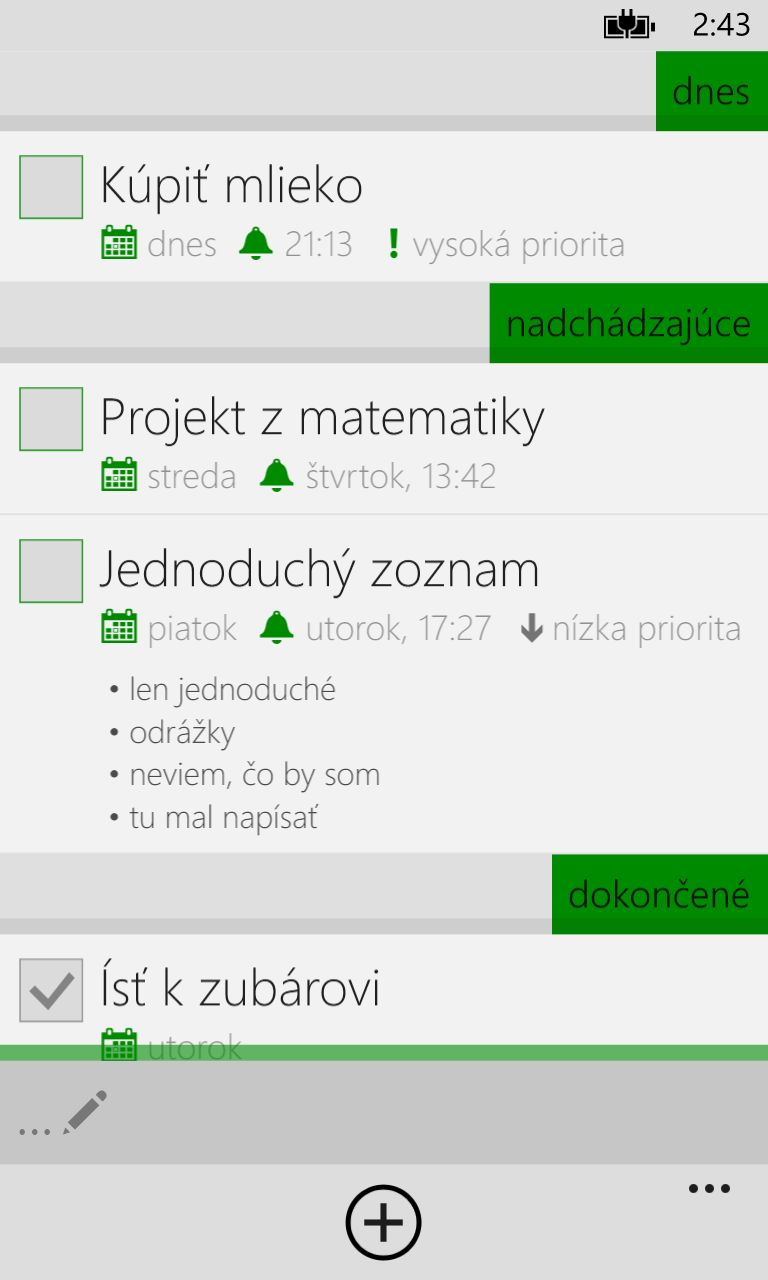 2:43
dnes
Kúpiť mlieko
dnes 21:13 ! vysoká priorita
nadchádzajúce
Projekt z matematiky
streda štvrtok, 13:42
Jednoduchý zoznam
piatok utorok, 17:27 nízka priorita
• len jednoduché
• odrážky
• neviem, čo by som
• tu mal napísať
dokončené
Ísť k zubárovi
utorok
...